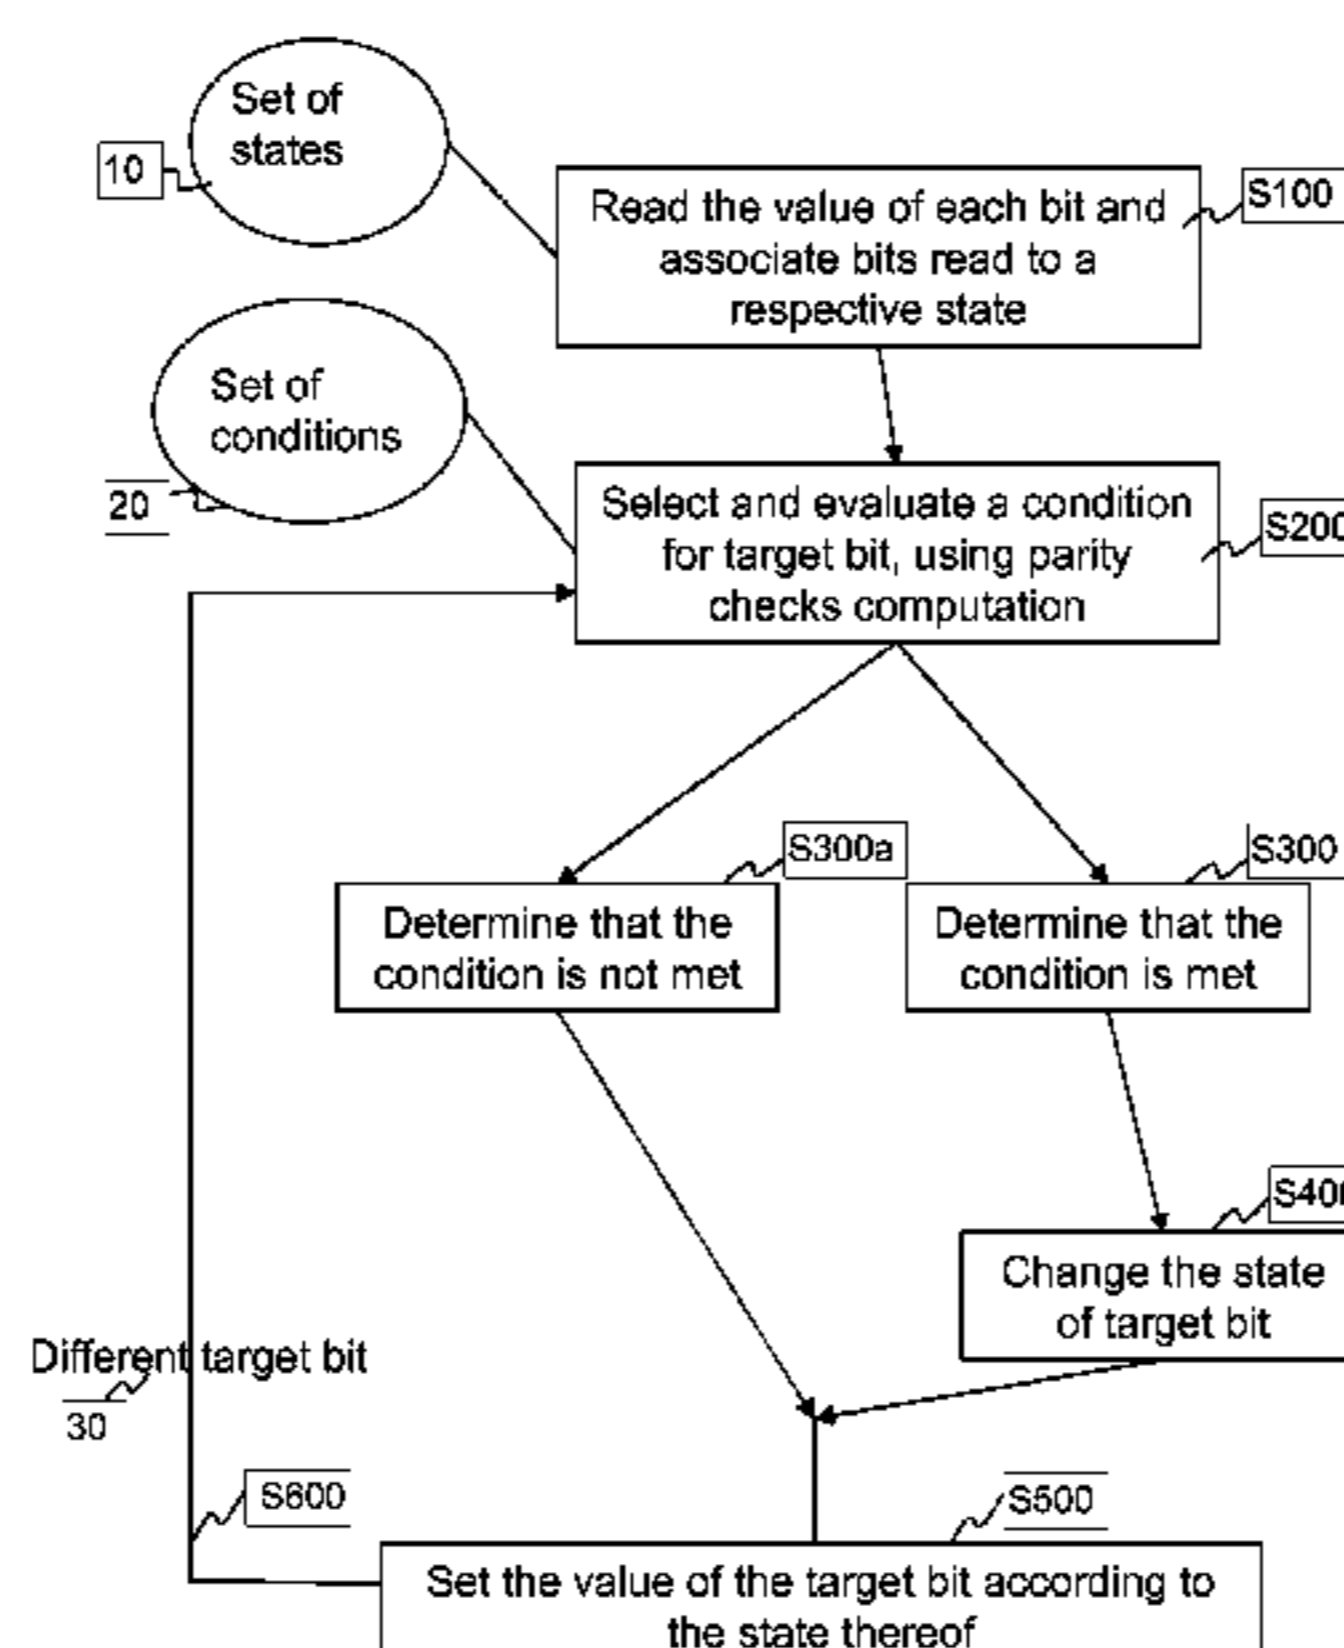 Set of
states
10
Read the value of each bit and
associate bits read to a
respective state
S100
Set of
conditions
20
Select and evaluate a condition
for target bit, using parity
checks computation
S200
S300a
S300
Determine that the
condition is not met
Determine that the
condition is met
Change the state
of target bit
Different target bit
30
S600
S500
Set the value of the target bit according to
the state thereof